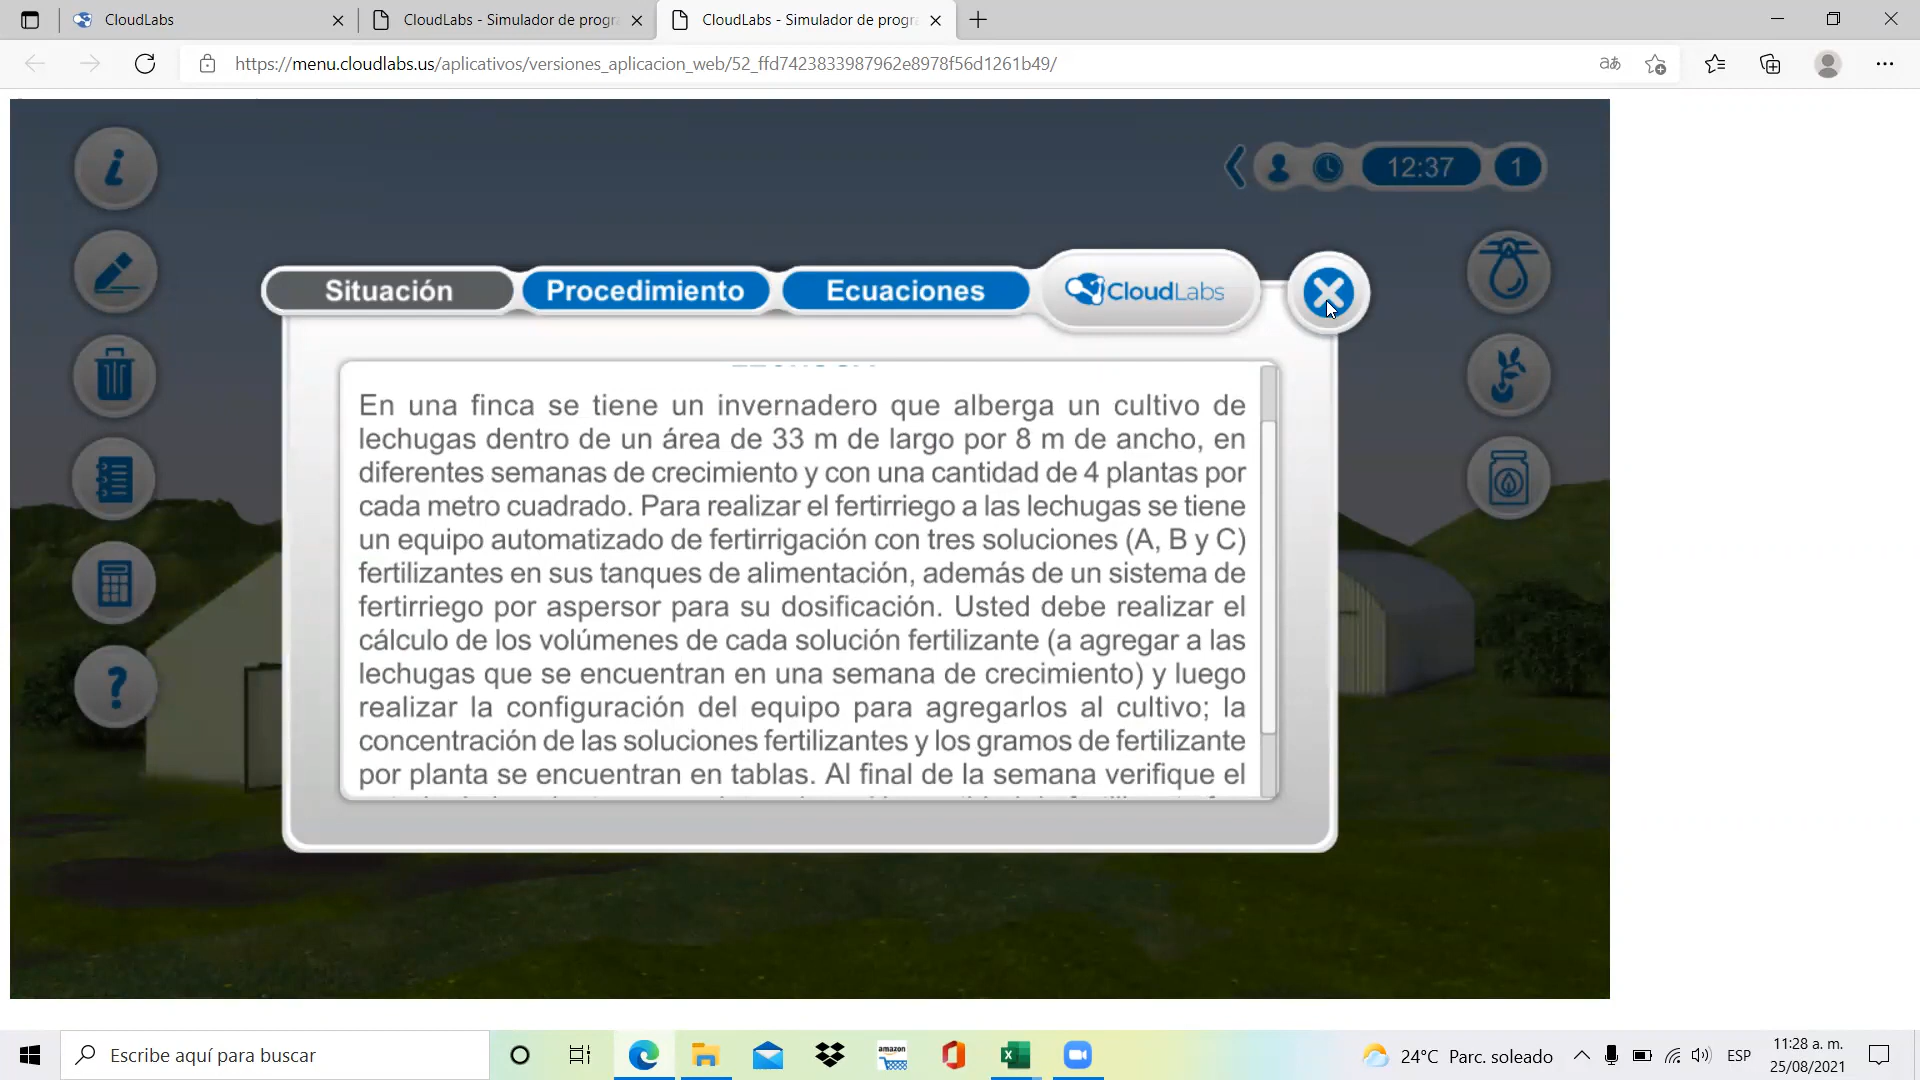 CloudLabs
CloudLabs - Simulador de progra
CloudLabs - Simulador de progra
https://menu.cloudlabs.us/aplicativos/versiones_aplicacion_web/52_ffd7423833987962e8978f56d1261b49/
12:37
1
Situación
Procedimiento
Ecuaciones
CloudLabs
En una finca se tiene un invernadero que alberga un cultivo de
lechugas dentro de un área de 33 m de largo por 8 m de ancho, en
diferentes semanas de crecimiento y con una cantidad de 4 plantas por
cada metro cuadrado. Para realizar el fertirriego a las lechugas se tiene
un equipo automatizado de fertirrigación con tres soluciones (A, B y C)
fertilizantes en sus tanques de alimentación, además de un sistema de
fertirriego por aspersor para su dosificación. Usted debe realizar el
cálculo de los volúmenes de cada solución fertilizante (a agregar a las
lechugas que se encuentran en una semana de crecimiento) y luego
realizar la configuración del equipo para agregarlos al cultivo; la
concentración de las soluciones fertilizantes y los gramos de fertilizante
por planta se encuentran en tablas. Al final de la semana verifique el
Escribe aquí para buscar
amazon
24°C Parc. soleado
ESP
11:28 a. m.
25/08/2021